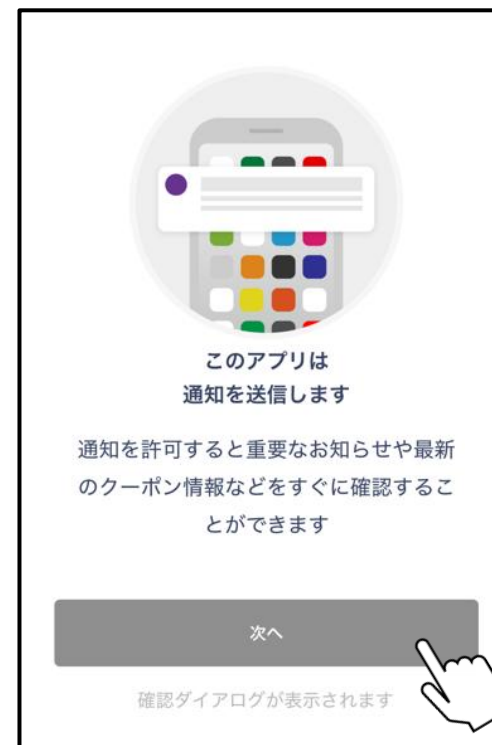 このアプリは
通知を送信します
通知を許可すると重要なお知らせや最新
のクーポン情報などをすぐに確認するこ
とができます
次へ
確認ダイアログが表示されます